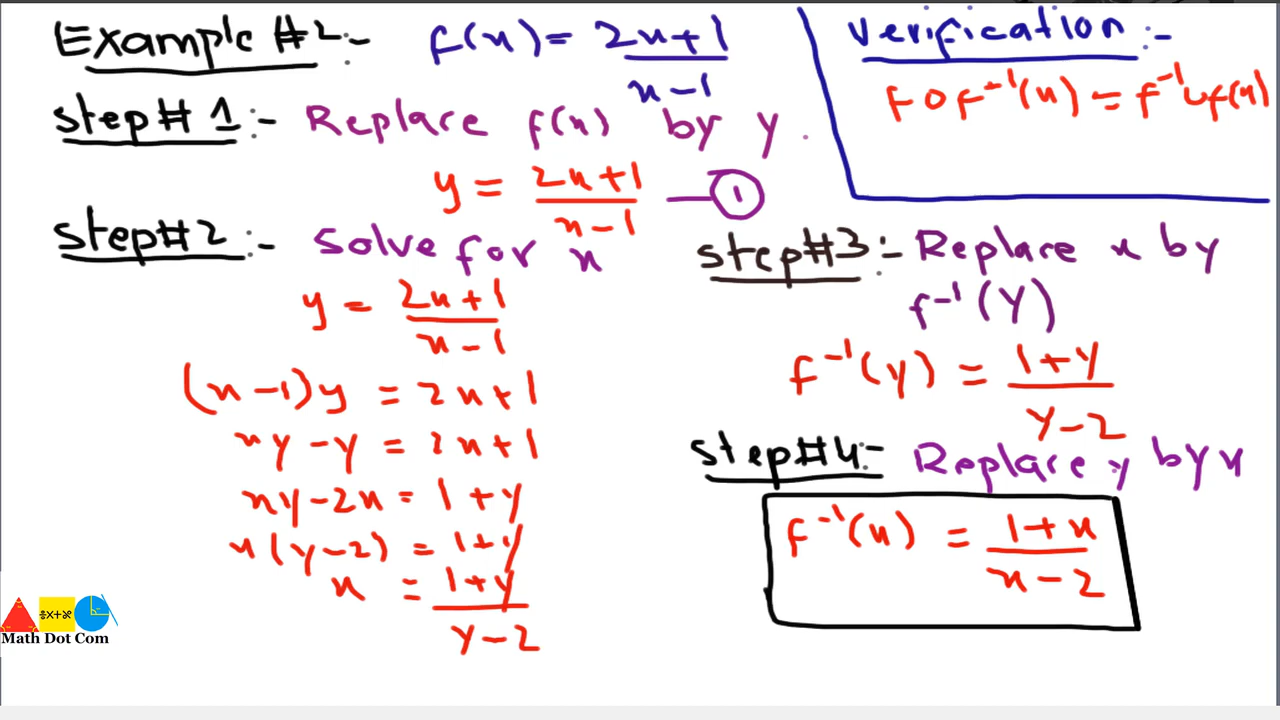 Example #2:- f(x) = 2x+1
x-1
step# 1:- Replace f(x) by y.
y = 2x+1 —①
x-1
step#2:- Solve for x
y = 2x+1
x-1
(x-1)y = 2x+1
xy-y = 2x+1
xy-2x = 1+y
x(y-2) = 1+y
x = 1+y
y-2
÷X+
Math Dot Com
Verification:-
FOF⁻¹(x) = f⁻¹of(x)
step#3:- Replace x by
f⁻¹(Y)
f⁻¹(y) = 1+y
y-2
step#4:- Replace y by x
f⁻¹(x) = 1+x
x-2